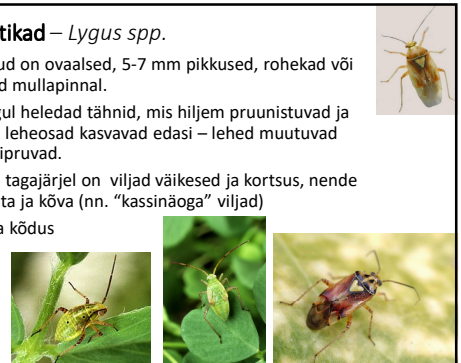 tikad – Lygus spp.
ud on ovaalsed, 5-7 mm pikkused, rohekad või
d mullapinnal.
gul heledad tähnid, mis hiljem pruunistuvad ja
leheosad kasvavad edasi – lehed muutuvad
ipruvad.
tagajärjel on viljad väikesed ja kortsus, nende
ta ja kõva (nn. “kassinäoga” viljad)
a kõdus